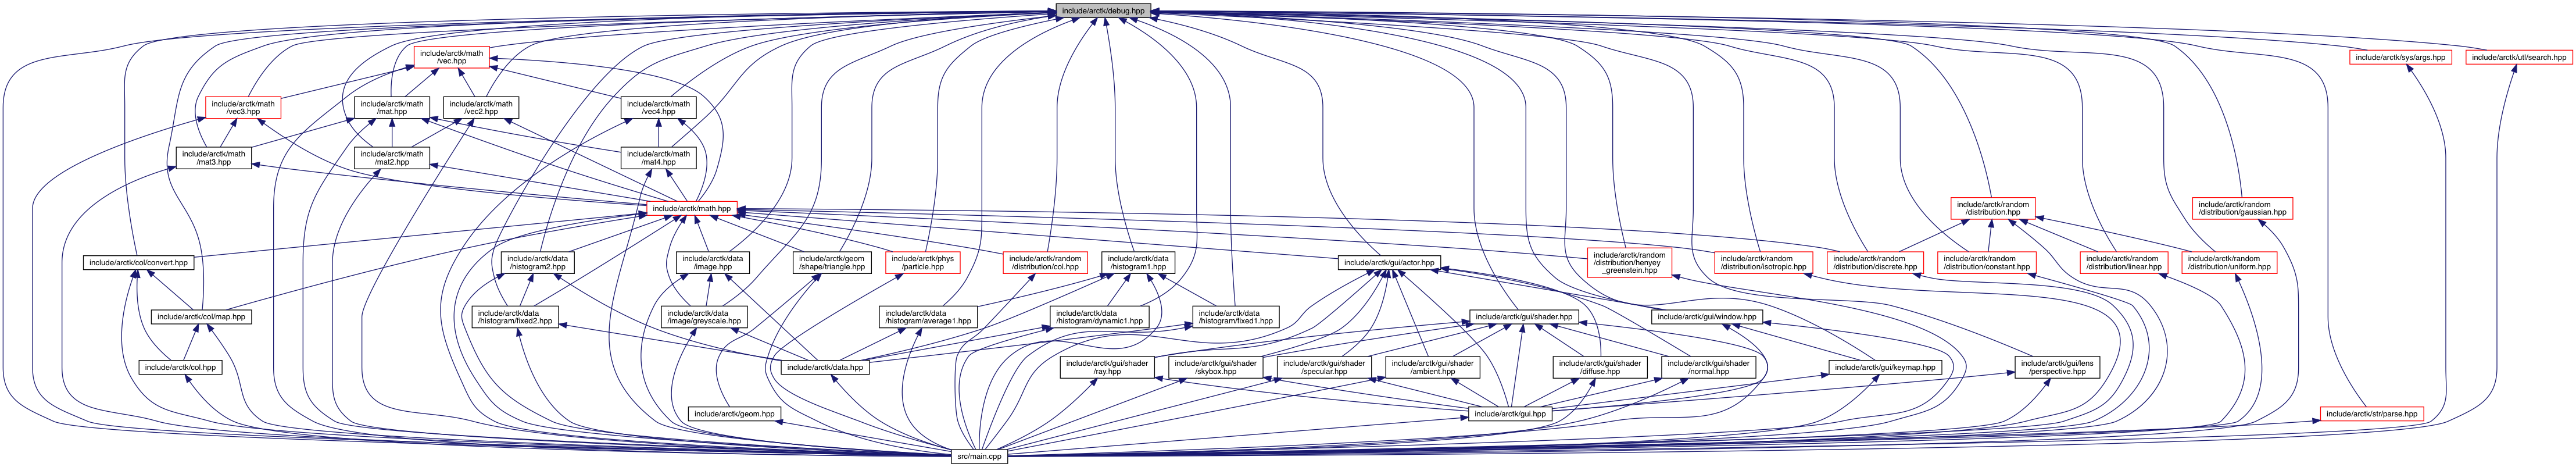 include/arctk/debug.hpp
include/arctk/math
/vec.hpp
include/arctk/sys/args.hpp
include/arctk/utl/search.hpp
include/arctk/math
/vec3.hpp
include/arctk/math
/mat.hpp
include/arctk/math
/vec2.hpp
include/arctk/math
/vec4.hpp
include/arctk/math
/mat3.hpp
include/arctk/math
/mat2.hpp
include/arctk/math
/mat4.hpp
include/arctk/math.hpp
include/arctk/random
/distribution.hpp
include/arctk/random
/distribution/gaussian.hpp
include/arctk/col/convert.hpp
include/arctk/data
/histogram2.hpp
include/arctk/data
/image.hpp
include/arctk/geom
/shape/triangle.hpp
include/arctk/phys
/particle.hpp
include/arctk/random
/distribution/col.hpp
include/arctk/data
/histogram1.hpp
include/arctk/gui/actor.hpp
include/arctk/random
/distribution/henyey
_greenstein.hpp
include/arctk/random
/distribution/isotropic.hpp
include/arctk/random
/distribution/discrete.hpp
include/arctk/random
/distribution/constant.hpp
include/arctk/random
/distribution/linear.hpp
include/arctk/random
/distribution/uniform.hpp
include/arctk/col/map.hpp
include/arctk/data
/histogram/fixed2.hpp
include/arctk/data
/image/greyscale.hpp
include/arctk/data
/histogram/average1.hpp
include/arctk/data
/histogram/dynamic1.hpp
include/arctk/data
/histogram/fixed1.hpp
include/arctk/gui/shader.hpp
include/arctk/gui/window.hpp
include/arctk/col.hpp
include/arctk/data.hpp
include/arctk/gui/shader
/ray.hpp
include/arctk/gui/shader
/skybox.hpp
include/arctk/gui/shader
/specular.hpp
include/arctk/gui/shader
/ambient.hpp
include/arctk/gui/shader
/diffuse.hpp
include/arctk/gui/shader
/normal.hpp
include/arctk/gui/keymap.hpp
include/arctk/gui/lens
/perspective.hpp
include/arctk/geom.hpp
include/arctk/gui.hpp
include/arctk/str/parse.hpp
src/main.cpp